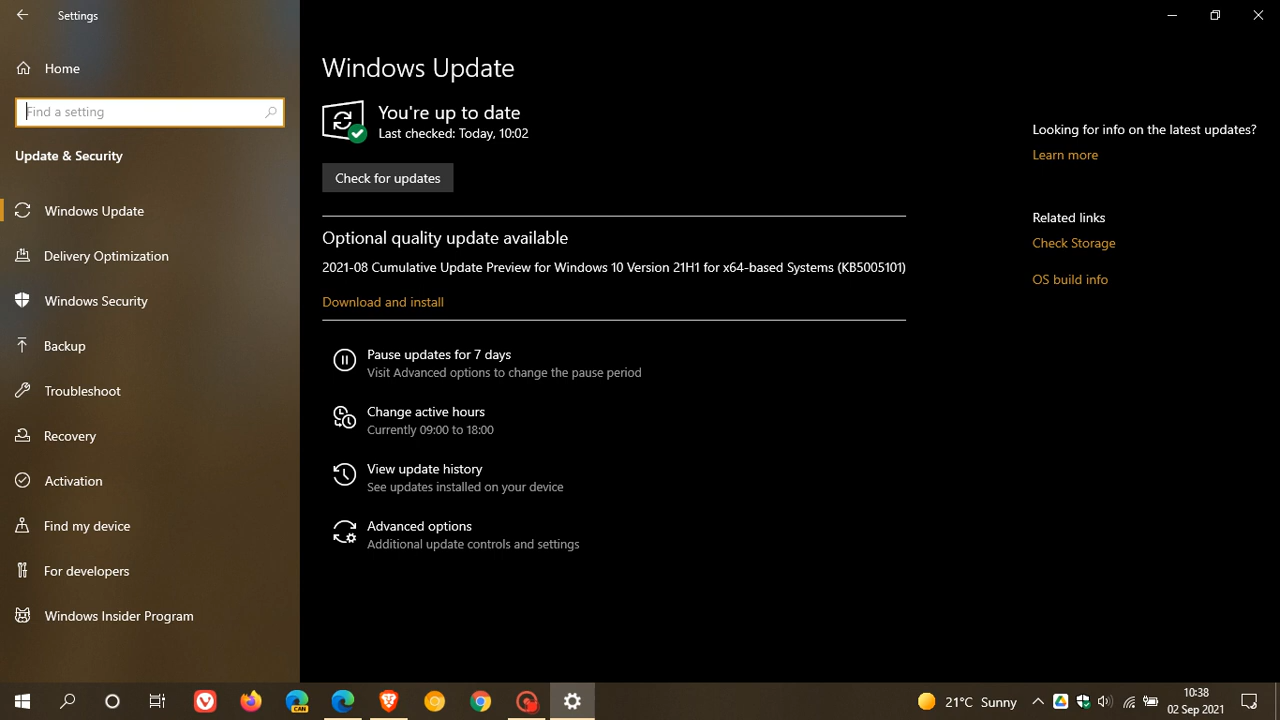 Settings
Home
Find a setting
Update & Security
Windows Update
Delivery Optimization
Windows Security
Backup
Troubleshoot
Recovery
Activation
Find my device
For developers
Windows Insider Program
Windows Update
You're up to date
Last checked: Today, 10:02
Check for updates
Optional quality update available
2021-08 Cumulative Update Preview for Windows 10 Version 21H1 for x64-based Systems (KB5005101)
Download and install
Pause updates for 7 days
Visit Advanced options to change the pause period
Change active hours
Currently 09:00 to 18:00
View update history
See updates installed on your device
Advanced options
Additional update controls and settings
Looking for info on the latest updates?
Learn more
Related links
Check Storage
OS build info
CAN
21°C Sunny
10:38
02 Sep 2021